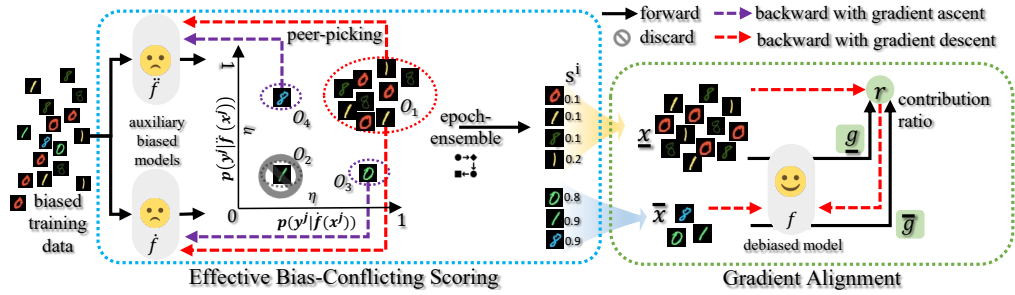 forward
backward with gradient ascent
discard
backward with gradient descent
peer-picking
f̈
auxiliary
biased
models
ḟ
biased
training
data
1
η
p(y^j|f̈(x^j))
0
η
1
p(y^j|ḟ(x^j))
O₁
O₂
O₃
O₄
epoch-
ensemble
s^i
0.1
0.1
0.1
0.2
0.8
0.9
0.9
x̲
x̅
r
contribution
ratio
g̲
g̅
f
debiased model
Effective Bias-Conflicting Scoring
Gradient Alignment